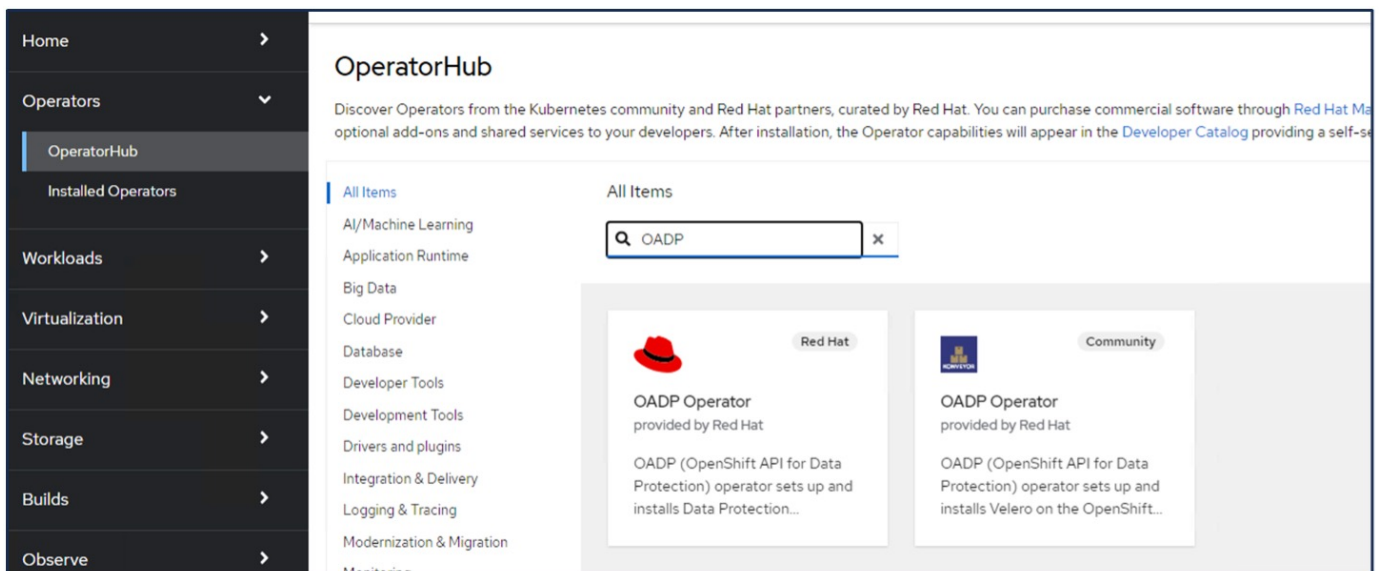 Home
Operators
OperatorHub
Installed Operators
Workloads
Virtualization
Networking
Storage
Builds
Observe
OperatorHub
Discover Operators from the Kubernetes community and Red Hat partners, curated by Red Hat. You can purchase commercial software through Red Hat Ma
optional add-ons and shared services to your developers. After installation, the Operator capabilities will appear in the Developer Catalog providing a self-se
All Items
AI/Machine Learning
Application Runtime
Big Data
Cloud Provider
Database
Developer Tools
Development Tools
Drivers and plugins
Integration & Delivery
Logging & Tracing
Modernization & Migration
Monitoring
All Items
OADP
Red Hat
OADP Operator
provided by Red Hat
OADP (OpenShift API for Data
Protection) operator sets up and
installs Data Protection...
Community
KONVEYOR
OADP Operator
provided by Red Hat
OADP (OpenShift API for Data
Protection) operator sets up and
installs Velero on the OpenShift...